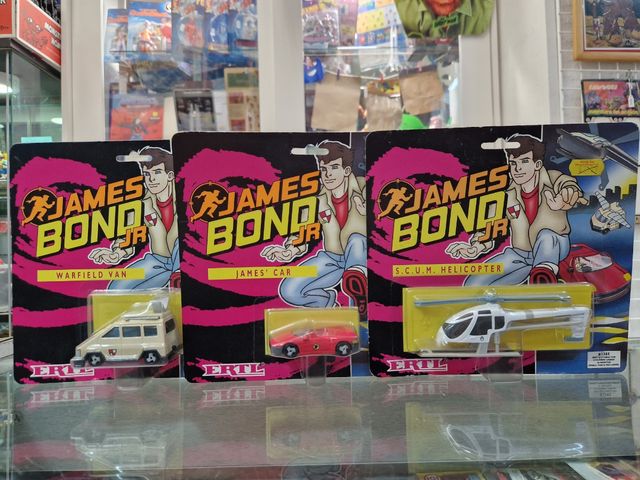 JAMES
BOND
JR
WARFIELD VAN
ERTL
JAMES
BOND
JR
JAMES' CAR
ERTL
JAMES
BOND
JR
S.C.U.M. HELICOPTER
ERTL